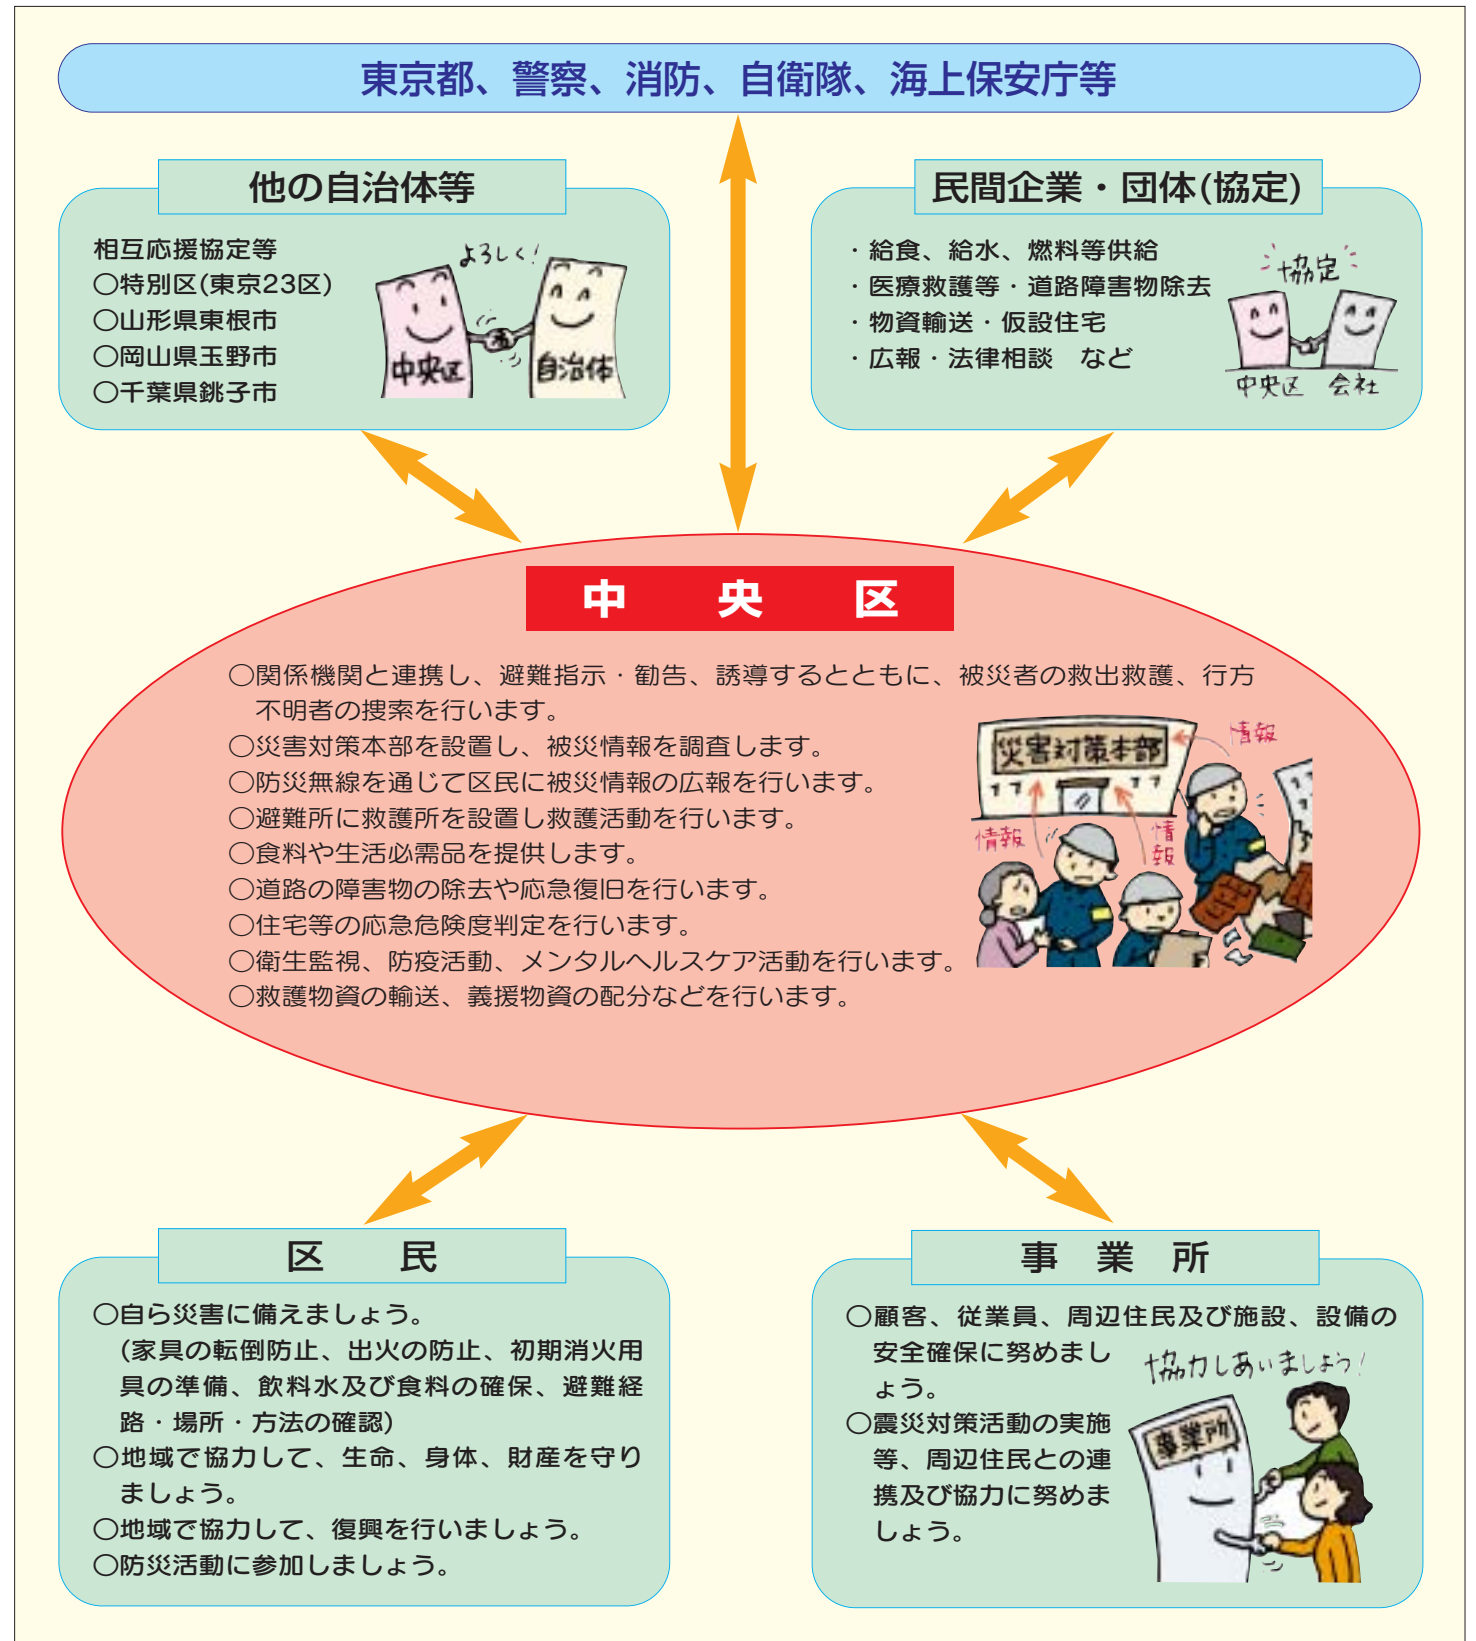 東京都、警察、消防、自衛隊、海上保安庁等
他の自治体等
相互応援協定等
○特別区(東京23区)
○山形県東根市
○岡山県玉野市
○千葉県銚子市
よろしく!
中央区
自治体
民間企業・団体(協定)
・給食、給水、燃料等供給
・医療救護等・道路障害物除去
・物資輸送・仮設住宅
・広報・法律相談　など
協定
中央区 会社
中　央　区
○関係機関と連携し、避難指示・勧告、誘導するとともに、被災者の救出救護、行方
不明者の捜索を行います。
○災害対策本部を設置し、被災情報を調査します。
○防災無線を通じて区民に被災情報の広報を行います。
○避難所に救護所を設置し救護活動を行います。
○食料や生活必需品を提供します。
○道路の障害物の除去や応急復旧を行います。
○住宅等の応急危険度判定を行います。
○衛生監視、防疫活動、メンタルヘルスケア活動を行います。
○救護物資の輸送、義援物資の配分などを行います。
災害対策本部
情報
情報
情報
区　民
○自ら災害に備えましょう。
(家具の転倒防止、出火の防止、初期消火用
具の準備、飲料水及び食料の確保、避難経
路・場所・方法の確認)
○地域で協力して、生命、身体、財産を守り
ましょう。
○地域で協力して、復興を行いましょう。
○防災活動に参加しましょう。
事　業　所
○顧客、従業員、周辺住民及び施設、設備の
安全確保に努めまし
ょう。
○震災対策活動の実施
等、周辺住民との連
携及び協力に努めま
しょう。
協力しあいましょう!
事業所